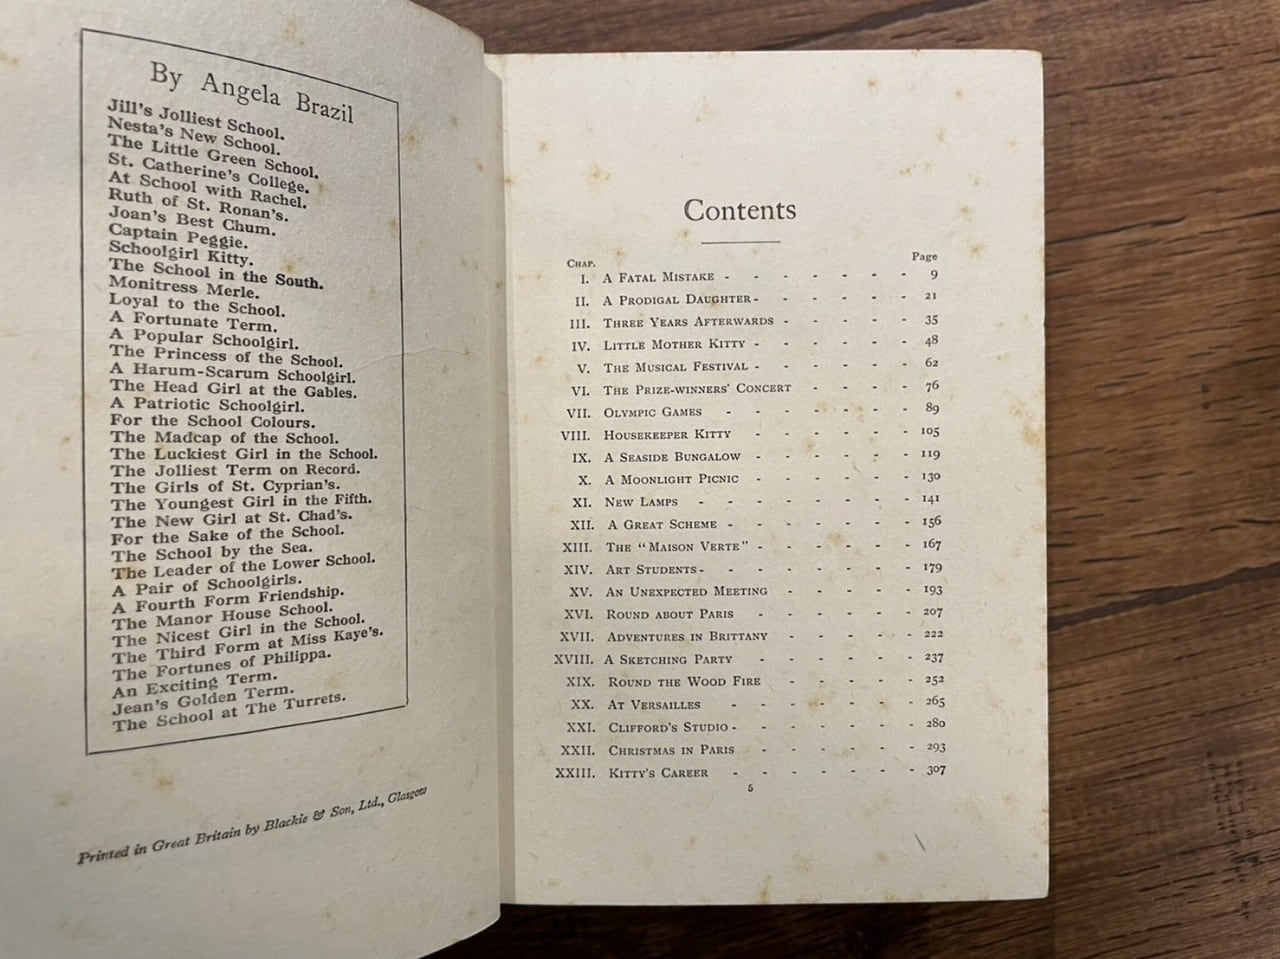 By Angela Brazil
Jill's Jolliest School.
Nesta's New School.
The Little Green School.
St. Catherine's College.
At School with Rachel.
Ruth of St. Ronan's.
Joan's Best Chum.
Captain Peggie.
Schoolgirl Kitty.
The School in the South.
Monitress Merle.
Loyal to the School.
A Fortunate Term.
A Popular Schoolgirl.
The Princess of the School.
A Harum-Scarum Schoolgirl.
The Head Girl at the Gables.
A Patriotic Schoolgirl.
For the School Colours.
The Madcap of the School.
The Luckiest Girl in the School.
The Jolliest Term on Record.
The Girls of St. Cyprian's.
The Youngest Girl in the Fifth.
The New Girl at St. Chad's.
For the Sake of the School.
The School by the Sea.
The Leader of the Lower School.
A Pair of Schoolgirls.
A Fourth Form Friendship.
The Manor House School.
The Nicest Girl in the School.
The Third Form at Miss Kaye's.
The Fortunes of Philippa.
An Exciting Term.
Jean's Golden Term.
The School at The Turrets.
Printed in Great Britain by Blackie & Son, Ltd., Glasgow
Contents
Chap. Page
I. A Fatal Mistake - - - - - - - 9
II. A Prodigal Daughter - - - - - - 21
III. Three Years Afterwards - - - - - 35
IV. Little Mother Kitty - - - - - - 48
V. The Musical Festival - - - - - - 62
VI. The Prize-winners' Concert - - - - 76
VII. Olympic Games - - - - - - - 89
VIII. Housekeeper Kitty - - - - - - 105
IX. A Seaside Bungalow - - - - - - 119
X. A Moonlight Picnic - - - - - - 130
XI. New Lamps - - - - - - - - 141
XII. A Great Scheme - - - - - - - 156
XIII. The "Maison Verte" - - - - - - 167
XIV. Art Students - - - - - - - - 179
XV. An Unexpected Meeting - - - - - 193
XVI. Round about Paris - - - - - - 207
XVII. Adventures in Brittany - - - - - 222
XVIII. A Sketching Party - - - - - - 237
XIX. Round the Wood Fire - - - - - 252
XX. At Versailles - - - - - - - 265
XXI. Clifford's Studio - - - - - - - 280
XXII. Christmas in Paris - - - - - - 293
XXIII. Kitty's Career - - - - - - - 307
5